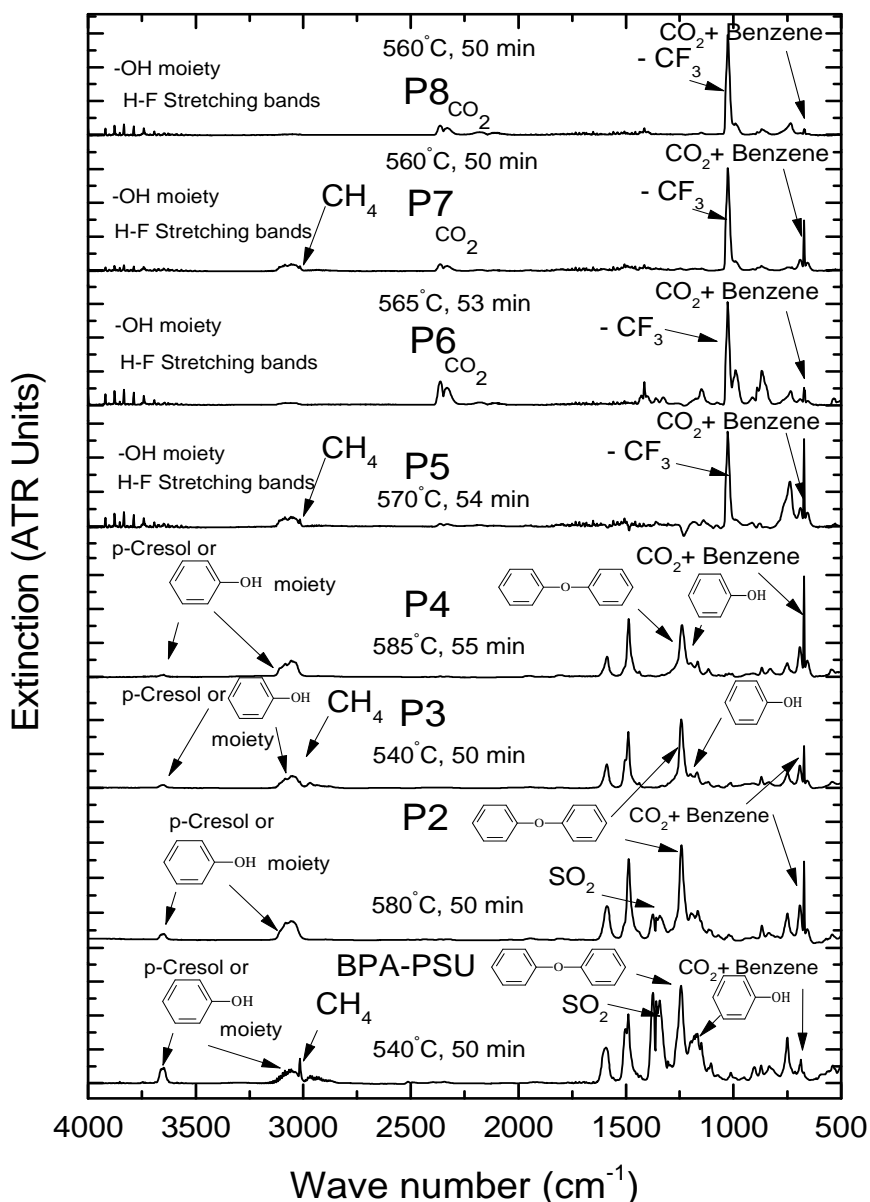 560°C, 50 min
CO2+ Benzene
-OH moiety
- CF3
H-F Stretching bands
P8
CO2
560°C, 50 min
CO2+ Benzene
-OH moiety
CH4
P7
- CF3
H-F Stretching bands
CO2
565°C, 53 min
CO2+ Benzene
-OH moiety
P6
- CF3
H-F Stretching bands
CO2
CO2+ Benzene
-OH moiety
CH4
P5
- CF3
H-F Stretching bands
570°C, 54 min
p-Cresol or
CO2+ Benzene
OH
moiety
P4
O
OH
585°C, 55 min
p-Cresol or
OH
CH4
P3
OH
moiety
540°C, 50 min
p-Cresol or
P2
O
CO2+ Benzene
OH
moiety
SO2
580°C, 50 min
p-Cresol or
BPA-PSU
O
CO2+ Benzene
OH
CH4
SO2
OH
moiety
540°C, 50 min
Extinction (ATR Units)
4000 3500 3000 2500 2000 1500 1000 500
Wave number (cm-1)